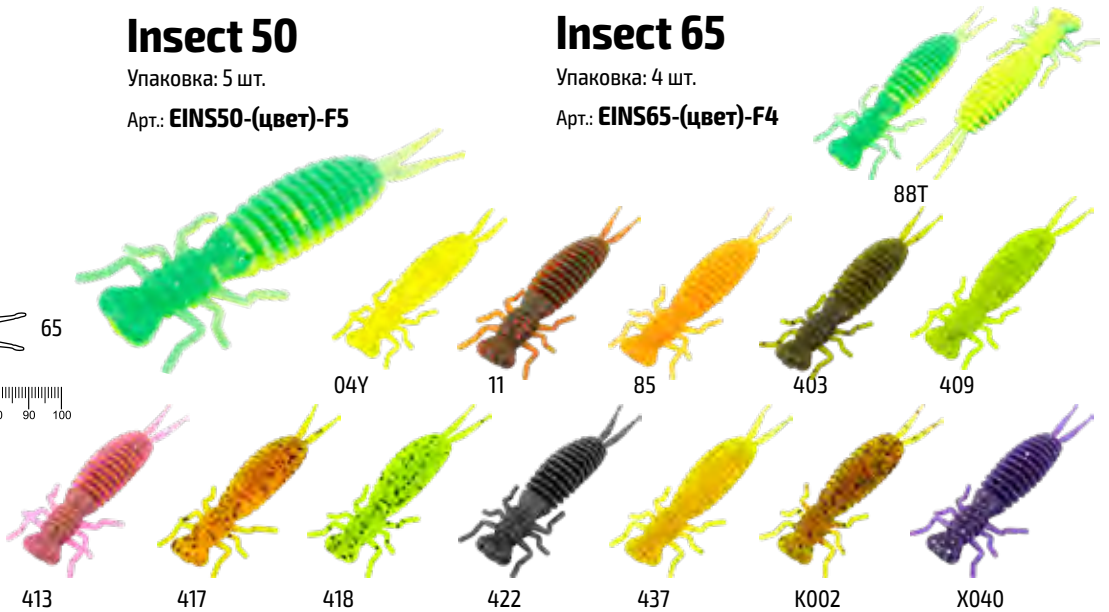 Insect 50
Упаковка: 5 шт.
Арт.: EINS50-(цвет)-F5
Insect 65
Упаковка: 4 шт.
Арт.: EINS65-(цвет)-F4
88T
65
04Y 11 85 403 409
90 100
413 417 418 422 437 K002 X040